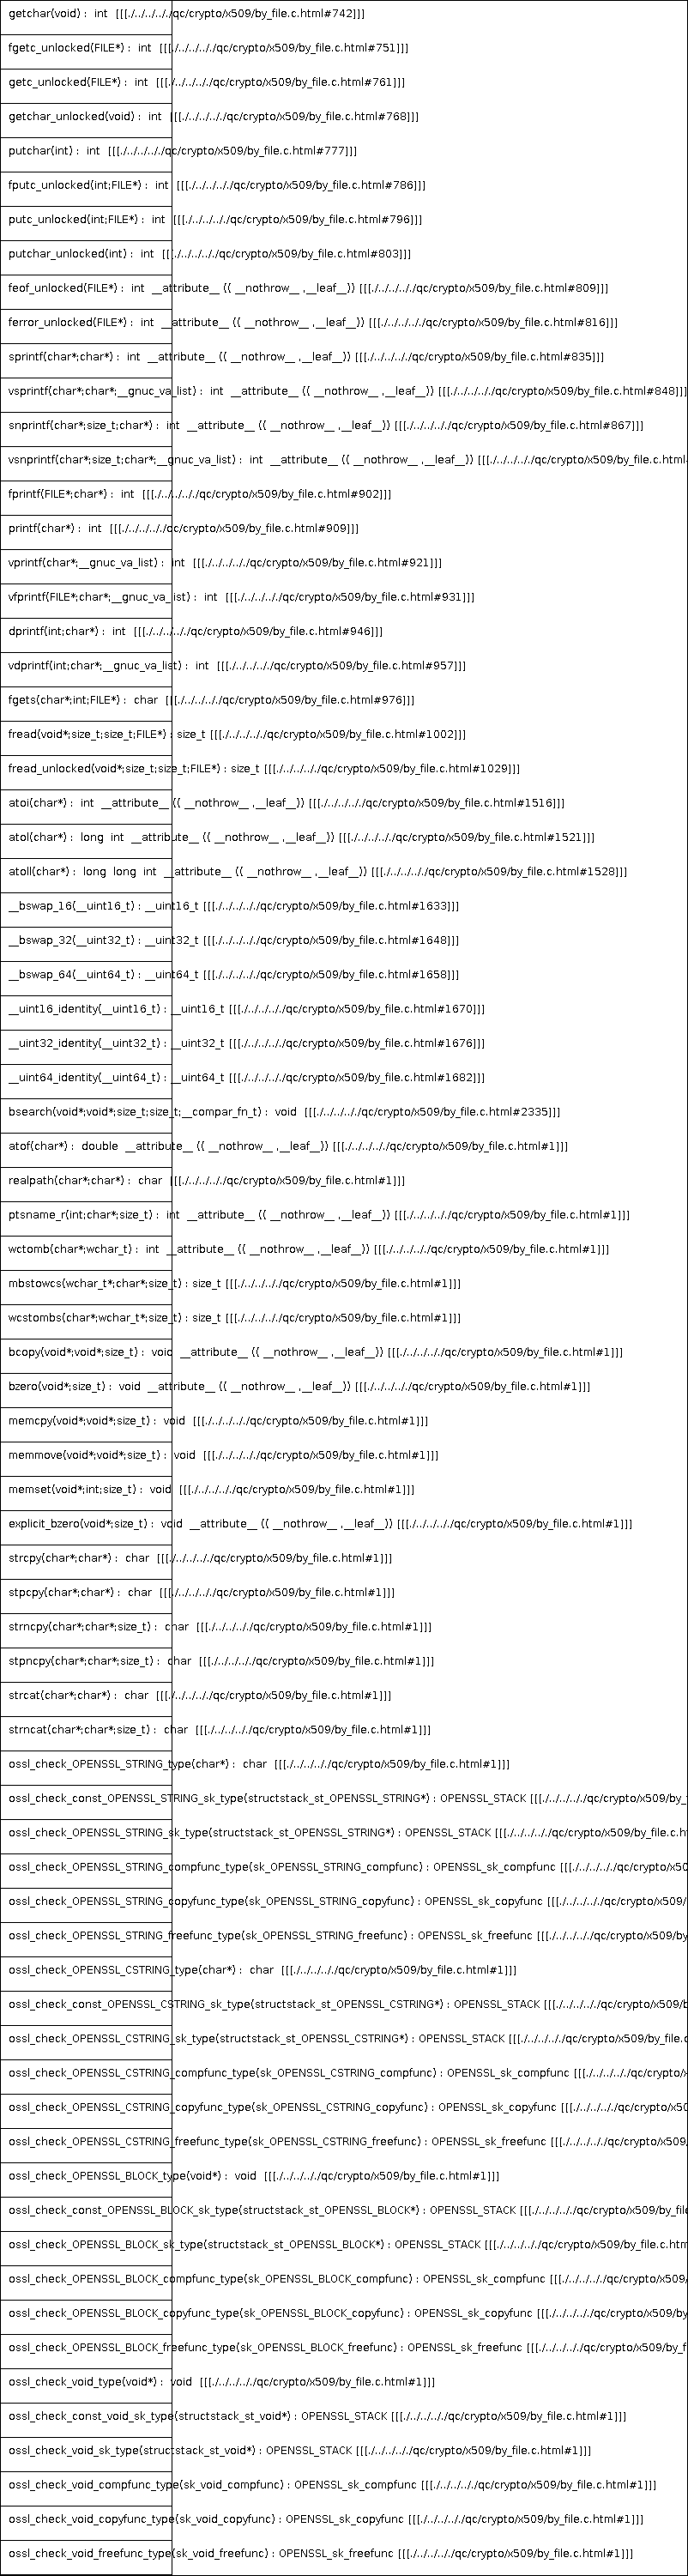 getchar(void) : int [[[./../../../../qc/crypto/x509/by_file.c.html#742]]]
fgetc_unlocked(FILE*) : int [[[./../../../../qc/crypto/x509/by_file.c.html#751]]]
getc_unlocked(FILE*) : int [[[./../../../../qc/crypto/x509/by_file.c.html#761]]]
getchar_unlocked(void) : int [[[./../../../../qc/crypto/x509/by_file.c.html#768]]]
putchar(int) : int [[[./../../../../qc/crypto/x509/by_file.c.html#777]]]
fputc_unlocked(int;FILE*) : int [[[./../../../../qc/crypto/x509/by_file.c.html#786]]]
putc_unlocked(int;FILE*) : int [[[./../../../../qc/crypto/x509/by_file.c.html#796]]]
putchar_unlocked(int) : int [[[./../../../../qc/crypto/x509/by_file.c.html#803]]]
feof_unlocked(FILE*) : int __attribute__ (( __nothrow__ ,__leaf__)) [[[./../../../../qc/crypto/x509/by_file.c.html#809]]]
ferror_unlocked(FILE*) : int __attribute__ (( __nothrow__ ,__leaf__)) [[[./../../../../qc/crypto/x509/by_file.c.html#816]]]
sprintf(char*;char*) : int __attribute__ (( __nothrow__ ,__leaf__)) [[[./../../../../qc/crypto/x509/by_file.c.html#835]]]
vsprintf(char*;char*;__gnuc_va_list) : int __attribute__ (( __nothrow__ ,__leaf__)) [[[./../../../../qc/crypto/x509/by_file.c.html#848]]]
snprintf(char*;size_t;char*) : int __attribute__ (( __nothrow__ ,__leaf__)) [[[./../../../../qc/crypto/x509/by_file.c.html#867]]]
vsnprintf(char*;size_t;char*;__gnuc_va_list) : int __attribute__ (( __nothrow__ ,__leaf__)) [[[./../../../../qc/crypto/x509/by_file.c.html
fprintf(FILE*;char*) : int [[[./../../../../qc/crypto/x509/by_file.c.html#902]]]
printf(char*) : int [[[./../../../../qc/crypto/x509/by_file.c.html#909]]]
vprintf(char*;__gnuc_va_list) : int [[[./../../../../qc/crypto/x509/by_file.c.html#921]]]
vfprintf(FILE*;char*;__gnuc_va_list) : int [[[./../../../../qc/crypto/x509/by_file.c.html#931]]]
dprintf(int;char*) : int [[[./../../../../qc/crypto/x509/by_file.c.html#946]]]
vdprintf(int;char*;__gnuc_va_list) : int [[[./../../../../qc/crypto/x509/by_file.c.html#957]]]
fgets(char*;int;FILE*) : char [[[./../../../../qc/crypto/x509/by_file.c.html#976]]]
fread(void*;size_t;size_t;FILE*) : size_t [[[./../../../../qc/crypto/x509/by_file.c.html#1002]]]
fread_unlocked(void*;size_t;size_t;FILE*) : size_t [[[./../../../../qc/crypto/x509/by_file.c.html#1029]]]
atoi(char*) : int __attribute__ (( __nothrow__ ,__leaf__)) [[[./../../../../qc/crypto/x509/by_file.c.html#1516]]]
atol(char*) : long int __attribute__ (( __nothrow__ ,__leaf__)) [[[./../../../../qc/crypto/x509/by_file.c.html#1521]]]
atoll(char*) : long long int __attribute__ (( __nothrow__ ,__leaf__)) [[[./../../../../qc/crypto/x509/by_file.c.html#1528]]]
__bswap_16(__uint16_t) : __uint16_t [[[./../../../../qc/crypto/x509/by_file.c.html#1633]]]
__bswap_32(__uint32_t) : __uint32_t [[[./../../../../qc/crypto/x509/by_file.c.html#1648]]]
__bswap_64(__uint64_t) : __uint64_t [[[./../../../../qc/crypto/x509/by_file.c.html#1658]]]
__uint16_identity(__uint16_t) : __uint16_t [[[./../../../../qc/crypto/x509/by_file.c.html#1670]]]
__uint32_identity(__uint32_t) : __uint32_t [[[./../../../../qc/crypto/x509/by_file.c.html#1676]]]
__uint64_identity(__uint64_t) : __uint64_t [[[./../../../../qc/crypto/x509/by_file.c.html#1682]]]
bsearch(void*;void*;size_t;size_t;__compar_fn_t) : void [[[./../../../../qc/crypto/x509/by_file.c.html#2335]]]
atof(char*) : double __attribute__ (( __nothrow__ ,__leaf__)) [[[./../../../../qc/crypto/x509/by_file.c.html#1]]]
realpath(char*;char*) : char [[[./../../../../qc/crypto/x509/by_file.c.html#1]]]
ptsname_r(int;char*;size_t) : int __attribute__ (( __nothrow__ ,__leaf__)) [[[./../../../../qc/crypto/x509/by_file.c.html#1]]]
wctomb(char*;wchar_t) : int __attribute__ (( __nothrow__ ,__leaf__)) [[[./../../../../qc/crypto/x509/by_file.c.html#1]]]
mbstowcs(wchar_t*;char*;size_t) : size_t [[[./../../../../qc/crypto/x509/by_file.c.html#1]]]
wcstombs(char*;wchar_t*;size_t) : size_t [[[./../../../../qc/crypto/x509/by_file.c.html#1]]]
bcopy(void*;void*;size_t) : void __attribute__ (( __nothrow__ ,__leaf__)) [[[./../../../../qc/crypto/x509/by_file.c.html#1]]]
bzero(void*;size_t) : void __attribute__ (( __nothrow__ ,__leaf__)) [[[./../../../../qc/crypto/x509/by_file.c.html#1]]]
memcpy(void*;void*;size_t) : void [[[./../../../../qc/crypto/x509/by_file.c.html#1]]]
memmove(void*;void*;size_t) : void [[[./../../../../qc/crypto/x509/by_file.c.html#1]]]
memset(void*;int;size_t) : void [[[./../../../../qc/crypto/x509/by_file.c.html#1]]]
explicit_bzero(void*;size_t) : void __attribute__ (( __nothrow__ ,__leaf__)) [[[./../../../../qc/crypto/x509/by_file.c.html#1]]]
strcpy(char*;char*) : char [[[./../../../../qc/crypto/x509/by_file.c.html#1]]]
stpcpy(char*;char*) : char [[[./../../../../qc/crypto/x509/by_file.c.html#1]]]
strncpy(char*;char*;size_t) : char [[[./../../../../qc/crypto/x509/by_file.c.html#1]]]
stpncpy(char*;char*;size_t) : char [[[./../../../../qc/crypto/x509/by_file.c.html#1]]]
strcat(char*;char*) : char [[[./../../../../qc/crypto/x509/by_file.c.html#1]]]
strncat(char*;char*;size_t) : char [[[./../../../../qc/crypto/x509/by_file.c.html#1]]]
ossl_check_OPENSSL_STRING_type(char*) : char [[[./../../../../qc/crypto/x509/by_file.c.html#1]]]
ossl_check_const_OPENSSL_STRING_sk_type(structstack_st_OPENSSL_STRING*) : OPENSSL_STACK [[[./../../../../qc/crypto/x509/by_
ossl_check_OPENSSL_STRING_sk_type(structstack_st_OPENSSL_STRING*) : OPENSSL_STACK [[[./../../../../qc/crypto/x509/by_file.c.h
ossl_check_OPENSSL_STRING_compfunc_type(sk_OPENSSL_STRING_compfunc) : OPENSSL_sk_compfunc [[[./../../../../qc/crypto/x50
ossl_check_OPENSSL_STRING_copyfunc_type(sk_OPENSSL_STRING_copyfunc) : OPENSSL_sk_copyfunc [[[./../../../../qc/crypto/x509/
ossl_check_OPENSSL_STRING_freefunc_type(sk_OPENSSL_STRING_freefunc) : OPENSSL_sk_freefunc [[[./../../../../qc/crypto/x509/by
ossl_check_OPENSSL_CSTRING_type(char*) : char [[[./../../../../qc/crypto/x509/by_file.c.html#1]]]
ossl_check_const_OPENSSL_CSTRING_sk_type(structstack_st_OPENSSL_CSTRING*) : OPENSSL_STACK [[[./../../../../qc/crypto/x509/b
ossl_check_OPENSSL_CSTRING_sk_type(structstack_st_OPENSSL_CSTRING*) : OPENSSL_STACK [[[./../../../../qc/crypto/x509/by_file.c
ossl_check_OPENSSL_CSTRING_compfunc_type(sk_OPENSSL_CSTRING_compfunc) : OPENSSL_sk_compfunc [[[./../../../../qc/crypto/x
ossl_check_OPENSSL_CSTRING_copyfunc_type(sk_OPENSSL_CSTRING_copyfunc) : OPENSSL_sk_copyfunc [[[./../../../../qc/crypto/x50
ossl_check_OPENSSL_CSTRING_freefunc_type(sk_OPENSSL_CSTRING_freefunc) : OPENSSL_sk_freefunc [[[./../../../../qc/crypto/x509/
ossl_check_OPENSSL_BLOCK_type(void*) : void [[[./../../../../qc/crypto/x509/by_file.c.html#1]]]
ossl_check_const_OPENSSL_BLOCK_sk_type(structstack_st_OPENSSL_BLOCK*) : OPENSSL_STACK [[[./../../../../qc/crypto/x509/by_file
ossl_check_OPENSSL_BLOCK_sk_type(structstack_st_OPENSSL_BLOCK*) : OPENSSL_STACK [[[./../../../../qc/crypto/x509/by_file.c.htm
ossl_check_OPENSSL_BLOCK_compfunc_type(sk_OPENSSL_BLOCK_compfunc) : OPENSSL_sk_compfunc [[[./../../../../qc/crypto/x509/
ossl_check_OPENSSL_BLOCK_copyfunc_type(sk_OPENSSL_BLOCK_copyfunc) : OPENSSL_sk_copyfunc [[[./../../../../qc/crypto/x509/by
ossl_check_OPENSSL_BLOCK_freefunc_type(sk_OPENSSL_BLOCK_freefunc) : OPENSSL_sk_freefunc [[[./../../../../qc/crypto/x509/by_f
ossl_check_void_type(void*) : void [[[./../../../../qc/crypto/x509/by_file.c.html#1]]]
ossl_check_const_void_sk_type(structstack_st_void*) : OPENSSL_STACK [[[./../../../../qc/crypto/x509/by_file.c.html#1]]]
ossl_check_void_sk_type(structstack_st_void*) : OPENSSL_STACK [[[./../../../../qc/crypto/x509/by_file.c.html#1]]]
ossl_check_void_compfunc_type(sk_void_compfunc) : OPENSSL_sk_compfunc [[[./../../../../qc/crypto/x509/by_file.c.html#1]]]
ossl_check_void_copyfunc_type(sk_void_copyfunc) : OPENSSL_sk_copyfunc [[[./../../../../qc/crypto/x509/by_file.c.html#1]]]
ossl_check_void_freefunc_type(sk_void_freefunc) : OPENSSL_sk_freefunc [[[./../../../../qc/crypto/x509/by_file.c.html#1]]]